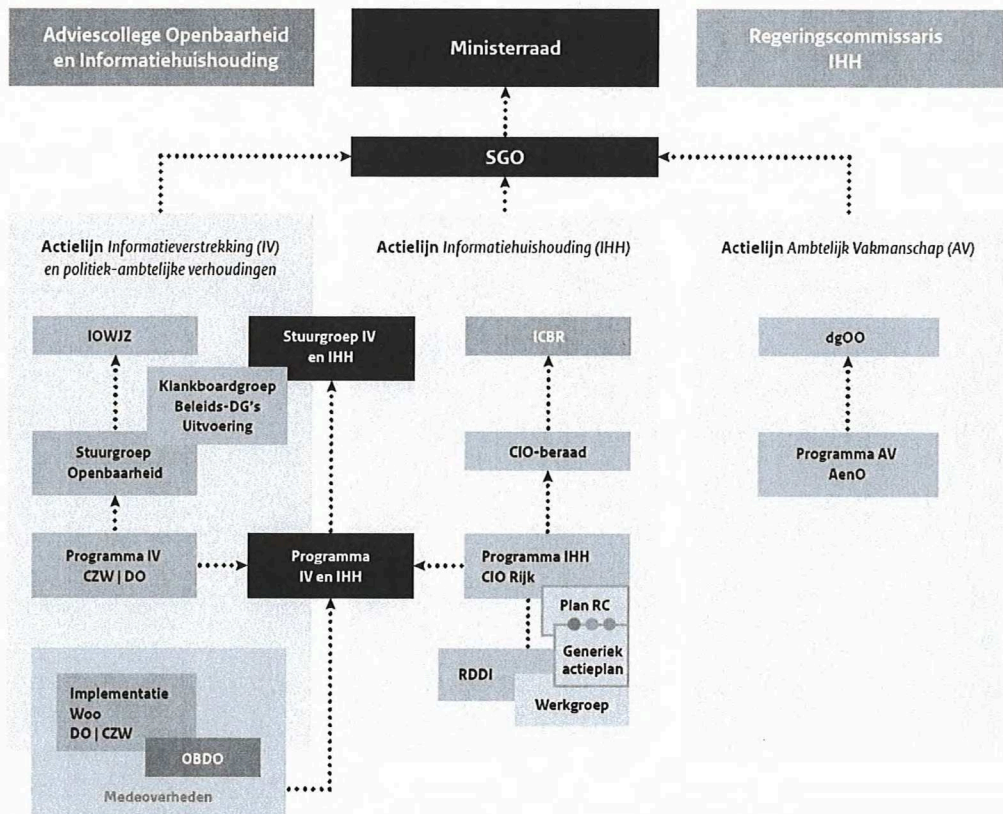 Adviescollege Openbaarheid
en Informatiehuishouding
Ministerraad
Regeringscommissaris
IHH
SGO
Actielijn Informatieverstrekking (IV)
en politiek-ambtelijke verhoudingen
Actielijn Informatiehuishouding (IHH)
Actielijn Ambtelijk Vakmanschap (AV)
IOWJZ
Stuurgroep IV
en IHH
ICBR
dgOO
Klankboardgroep
Beleids-DG's
Uitvoering
Stuurgroep
Openbaarheid
CIO-beraad
Programma AV
AenO
Programma IV
CZW | DO
Programma
IV en IHH
Programma IHH
CIO Rijk
Plan RC
Generiek
actieplan
RDDI
Werkgroep
Implementatie
Woo
DO | CZW
OBDO
Medeoverheden